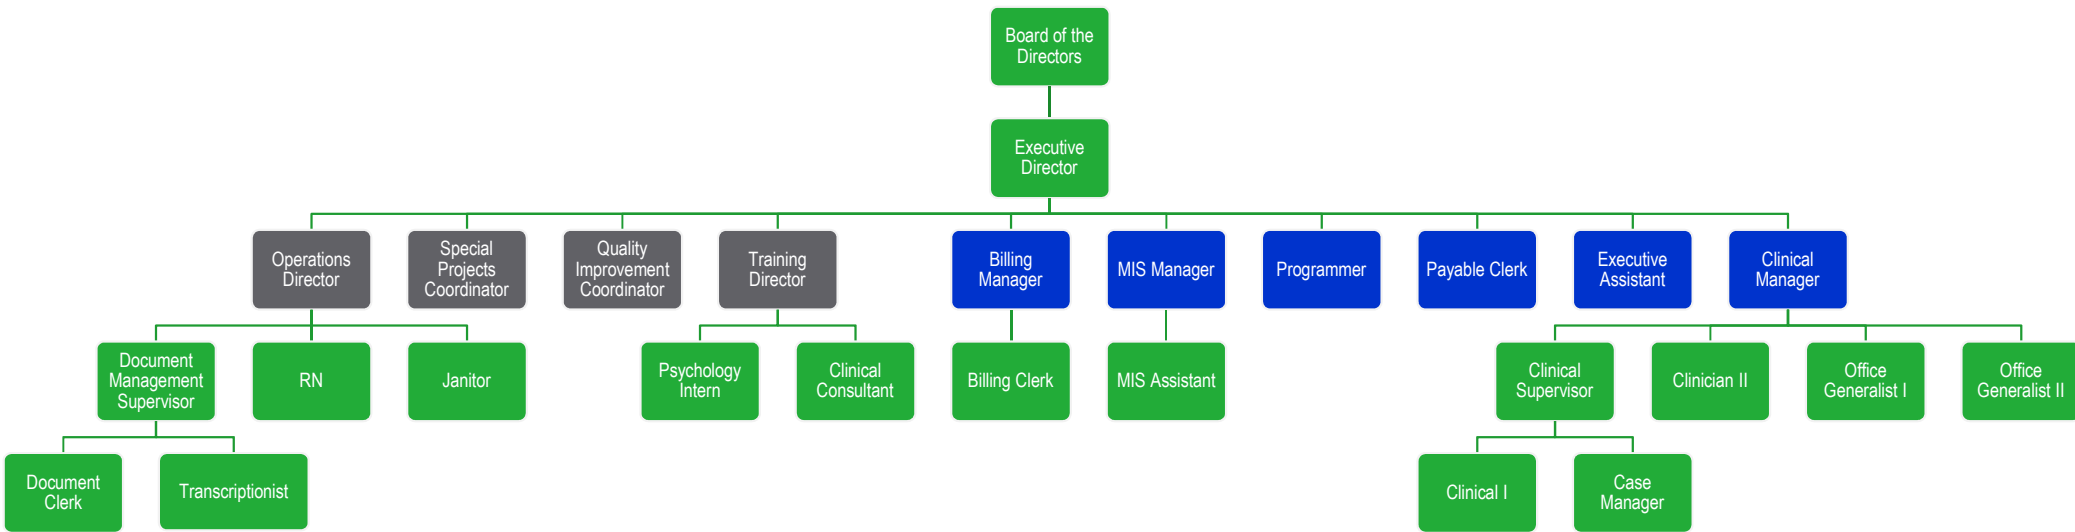 Board of the
Directors
Executive
Director
Operations
Director
Special
Projects
Coordinator
Quality
Improvement
Coordinator
Training
Director
Billing
Manager
MIS Manager
Programmer
Payable Clerk
Executive
Assistant
Clinical
Manager
Document
Management
Supervisor
RN
Janitor
Psychology
Intern
Clinical
Consultant
Billing Clerk
MIS Assistant
Clinical
Supervisor
Clinician II
Office
Generalist I
Office
Generalist II
Document
Clerk
Transcriptionist
Clinical I
Case
Manager